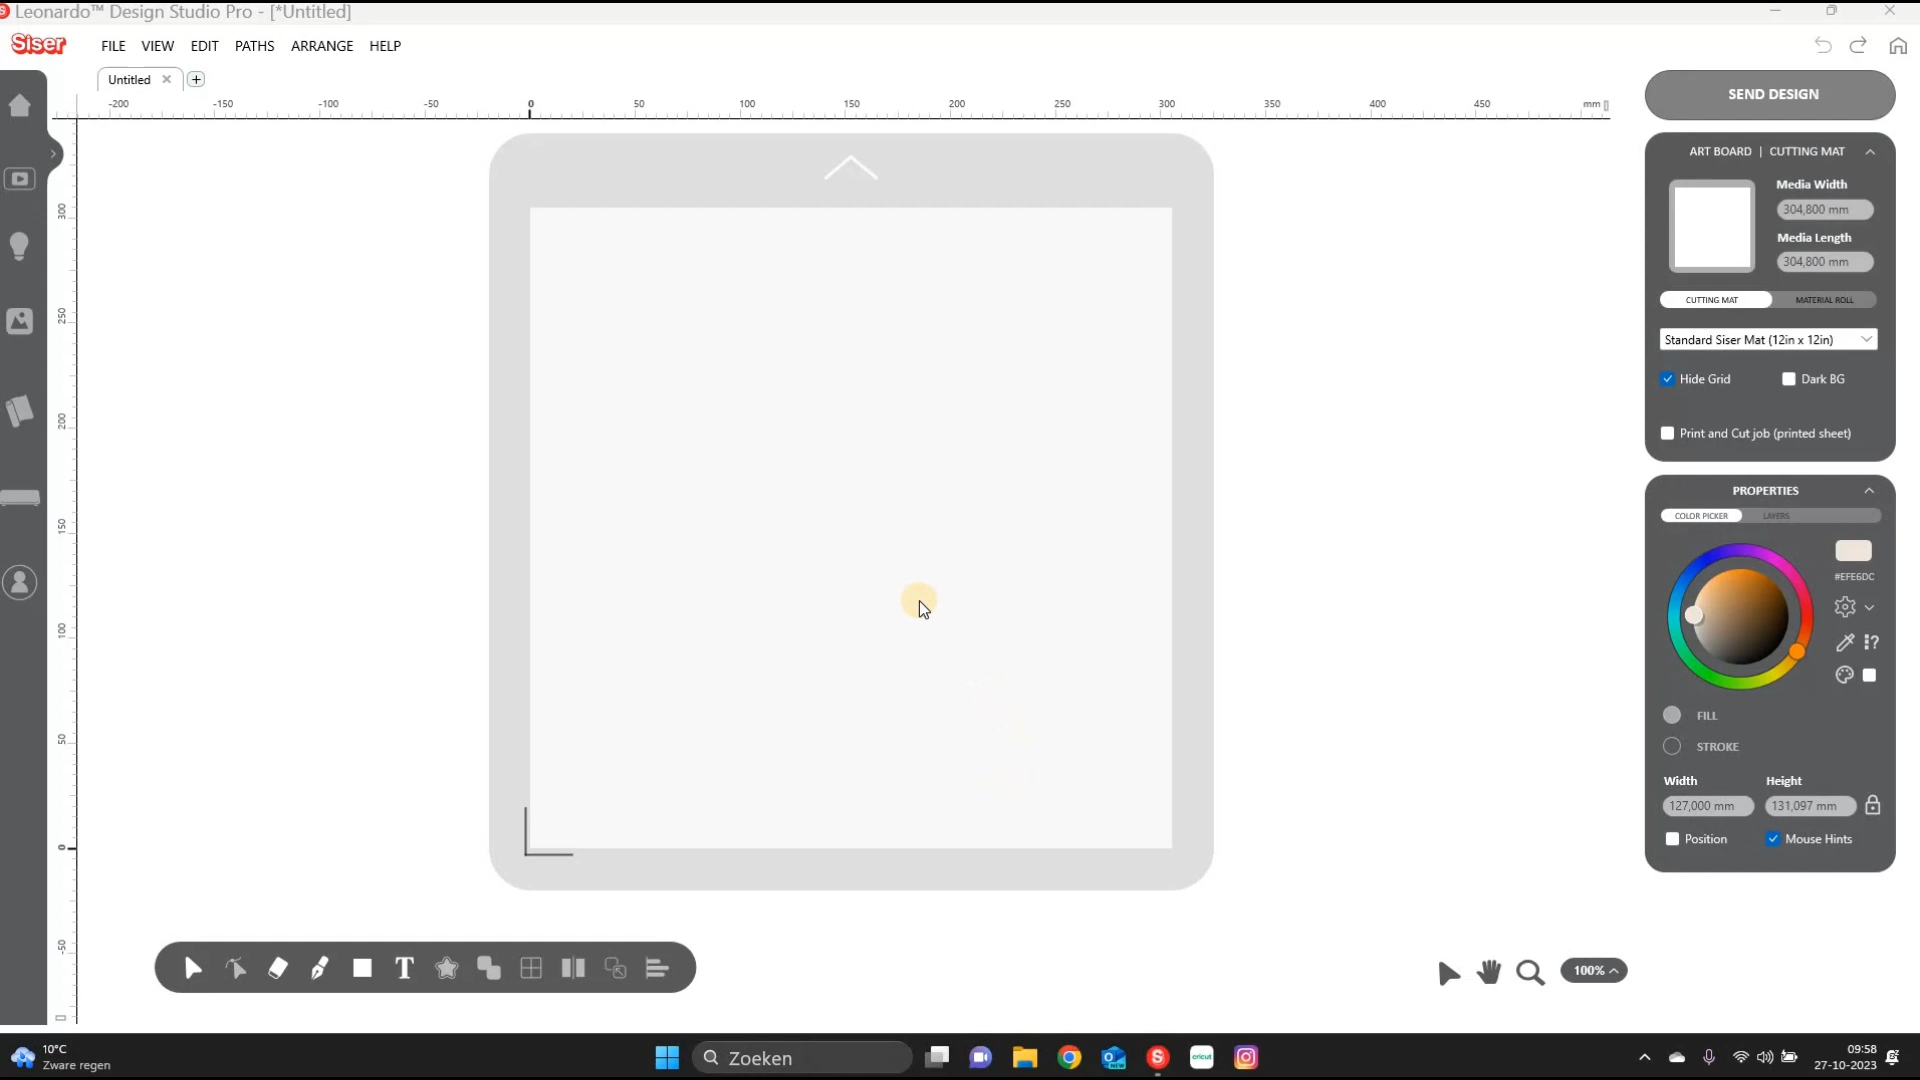 Leonardo™ Design Studio Pro - [*Untitled]
Siser FILE VIEW EDIT PATHS ARRANGE HELP
Untitled
-200 -150 -100 -50 0 50 100 150 200 250 300 350 400 450 mm
300
250
200
150
100
50
0
-50
SEND DESIGN
ART BOARD | CUTTING MAT
Media Width
304,800 mm
Media Length
304,800 mm
CUTTING MAT MATERIAL ROLL
Standard Siser Mat (12in x 12in)
Hide Grid Dark BG
Print and Cut job (printed sheet)
PROPERTIES
COLOR PICKER LAYERS
#EFE6DC
FILL
STROKE
Width Height
127,000 mm 131,097 mm
Position Mouse Hints
100%
10°C
Zware regen
Zoeken
NEW
cricut
09:58
27-10-2023